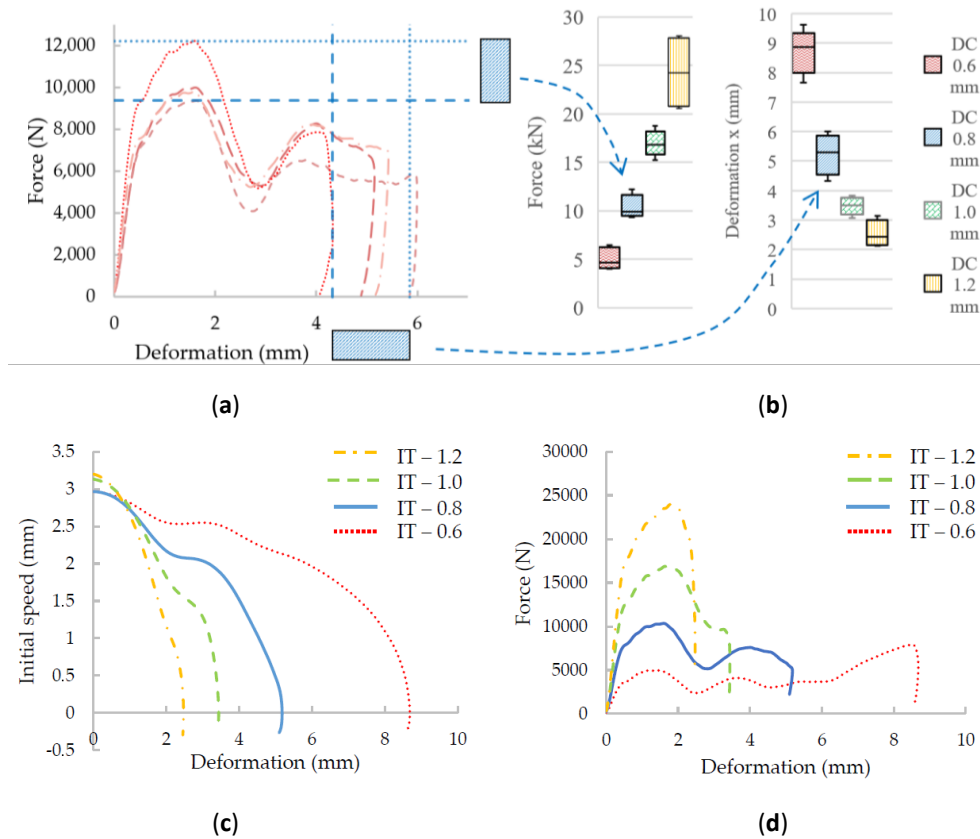 12,000
10,000
8,000
6,000
4,000
2,000
0
Force (N)
0 2 4 6
Deformation (mm)
(a)
30
25
20
15
10
5
0
Force (kN)
10
9
8
7
6
5
4
3
2
1
0
Deformation x (mm)
DC
0.6
mm
DC
0.8
mm
DC
1.0
mm
DC
1.2
mm
(b)
3.5
3
2.5
2
1.5
1
0.5
0
-0.5
Initial speed (mm)
IT – 1.2
IT – 1.0
IT – 0.8
IT – 0.6
0 2 4 6 8 10
Deformation (mm)
(c)
30000
25000
20000
15000
10000
5000
0
Force (N)
IT – 1.2
IT – 1.0
IT – 0.8
IT – 0.6
0 2 4 6 8 10
Deformation (mm)
(d)